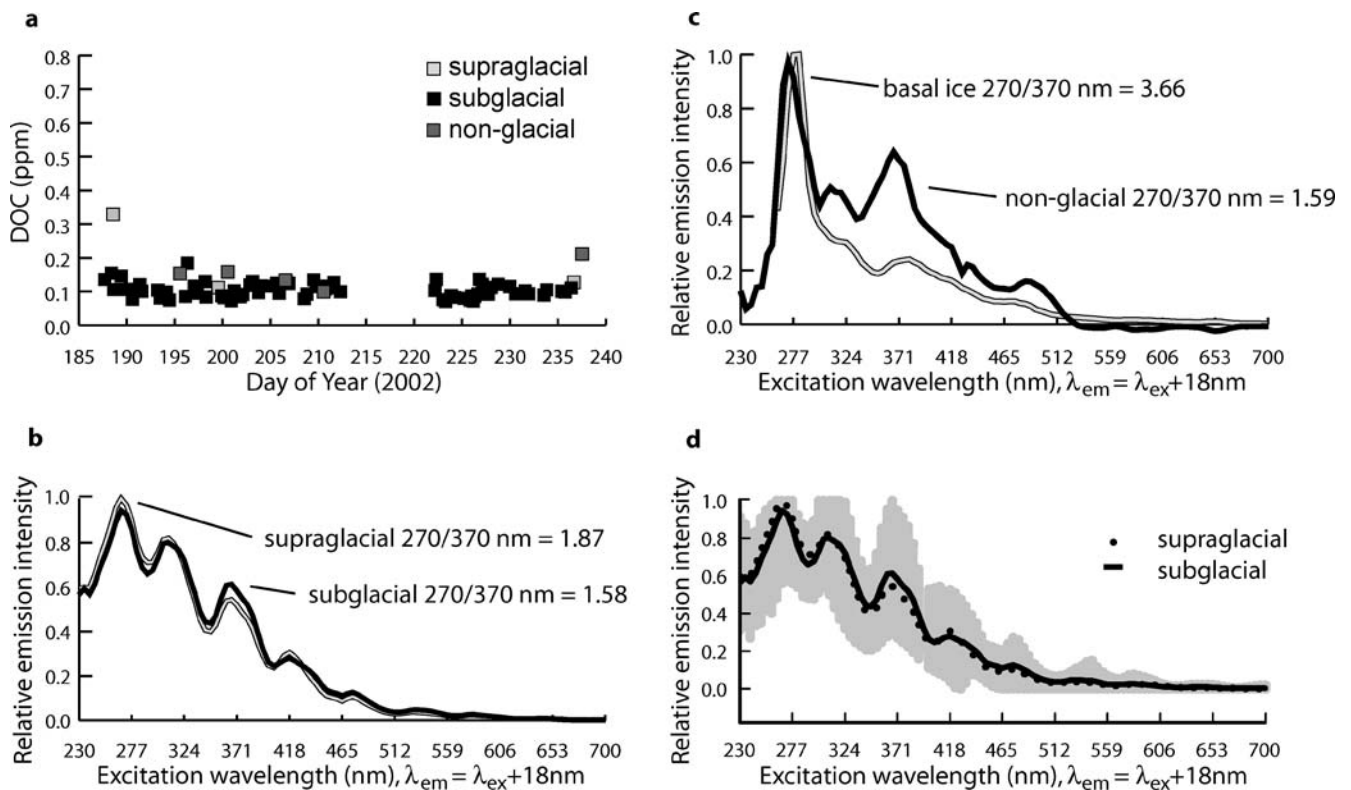 a
0.8
0.7
0.6
0.5
0.4
0.3
0.2
0.1
0.0
DOC (ppm)
supraglacial
subglacial
non-glacial
185 190 195 200 205 210 215 220 225 230 235 240
Day of Year (2002)
c
1.0
0.8
0.6
0.4
0.2
0.0
Relative emission intensity
basal ice 270/370 nm = 3.66
non-glacial 270/370 nm = 1.59
230 277 324 371 418 465 512 559 606 653 700
Excitation wavelength (nm), λem = λex+18nm
b
1.0
0.8
0.6
0.4
0.2
0.0
Relative emission intensity
supraglacial 270/370 nm = 1.87
subglacial 270/370 nm = 1.58
230 277 324 371 418 465 512 559 606 653 700
Excitation wavelength (nm), λem = λex+18nm
d
1.0
0.8
0.6
0.4
0.2
0.0
Relative emission intensity
supraglacial
subglacial
230 277 324 371 418 465 512 559 606 653 700
Excitation wavelength (nm), λem = λex+18nm